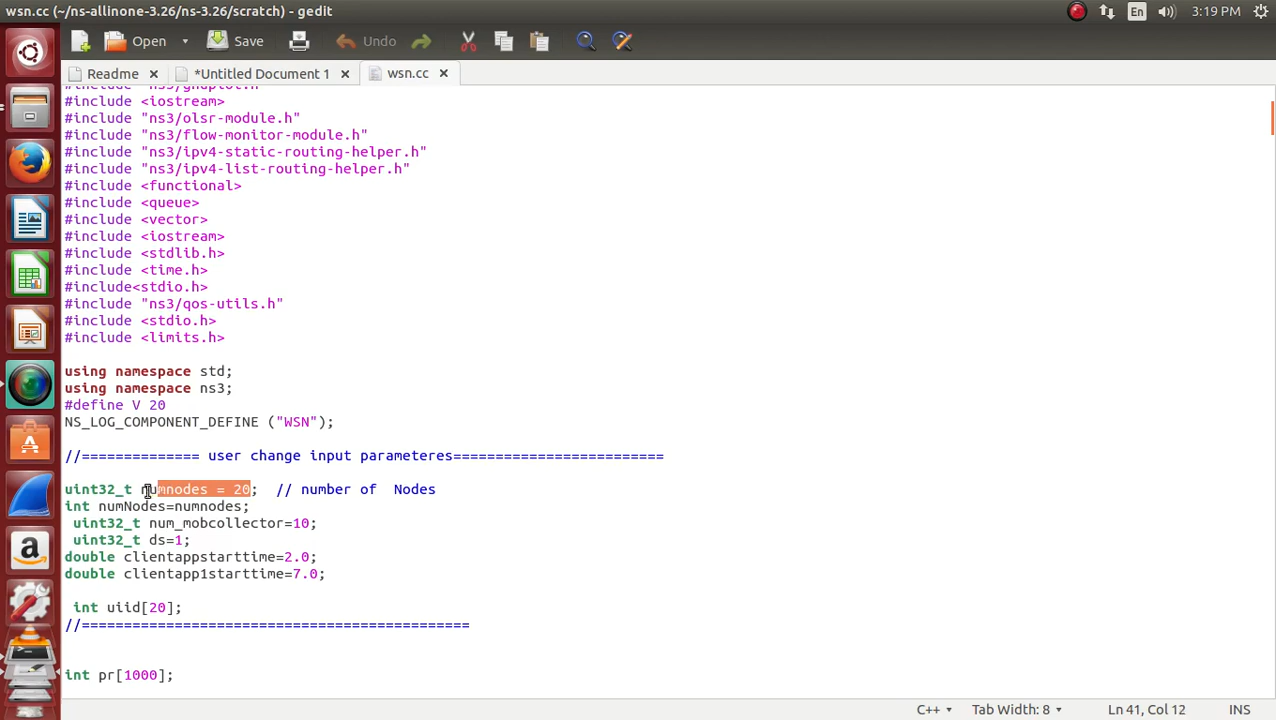 wsn.cc (~/ns-allinone-3.26/ns-3.26/scratch) - gedit
En
3:19 PM
Open
Save
Undo
Readme
*Untitled Document 1
wsn.cc
#include "ns3/gnuplot.h"
#include <iostream>
#include "ns3/olsr-module.h"
#include "ns3/flow-monitor-module.h"
#include "ns3/ipv4-static-routing-helper.h"
#include "ns3/ipv4-list-routing-helper.h"
#include <functional>
#include <queue>
#include <vector>
#include <iostream>
#include <stdlib.h>
#include <time.h>
#include<stdio.h>
#include "ns3/qos-utils.h"
#include <stdio.h>
#include <limits.h>
using namespace std;
using namespace ns3;
#define V 20
NS_LOG_COMPONENT_DEFINE ("WSN");
//============== user change input parameteres=========================
uint32_t numnodes = 20;  // number of  Nodes
int numNodes=numnodes;
uint32_t num_mobcollector=10;
uint32_t ds=1;
double clientappstarttime=2.0;
double clientapp1starttime=7.0;
int uiid[20];
//==============================================
int pr[1000];
C++
Tab Width: 8
Ln 41, Col 12
INS